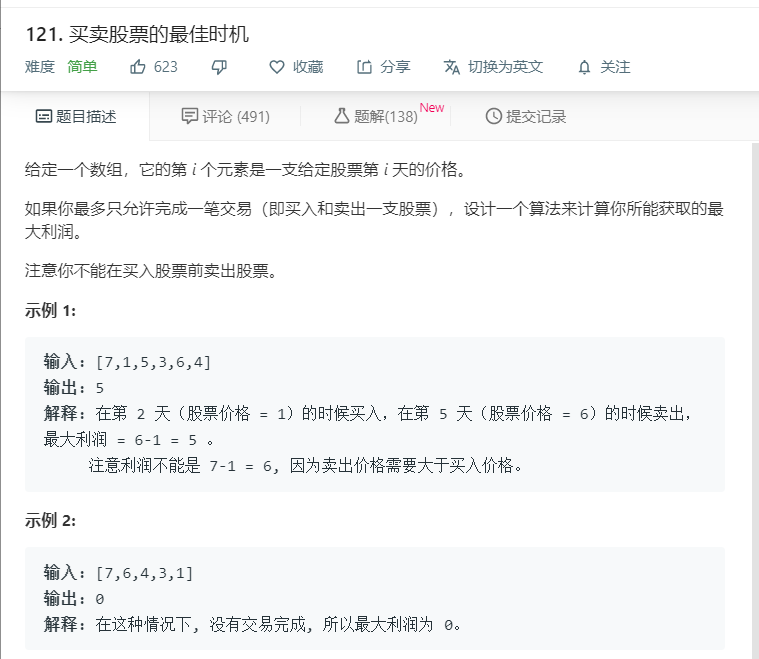 121. 买卖股票的最佳时机
难度 简单 623 收藏 分享 切换为英文 关注
题目描述 评论 (491) 题解(138) New 提交记录
给定一个数组，它的第 i 个元素是一支给定股票第 i 天的价格。
如果你最多只允许完成一笔交易（即买入和卖出一支股票），设计一个算法来计算你所能获取的最
大利润。
注意你不能在买入股票前卖出股票。
示例 1:
输入: [7,1,5,3,6,4]
输出: 5
解释: 在第 2 天（股票价格 = 1）的时候买入，在第 5 天（股票价格 = 6）的时候卖出，
最大利润 = 6-1 = 5 。
注意利润不能是 7-1 = 6, 因为卖出价格需要大于买入价格。
示例 2:
输入: [7,6,4,3,1]
输出: 0
解释: 在这种情况下, 没有交易完成, 所以最大利润为 0。